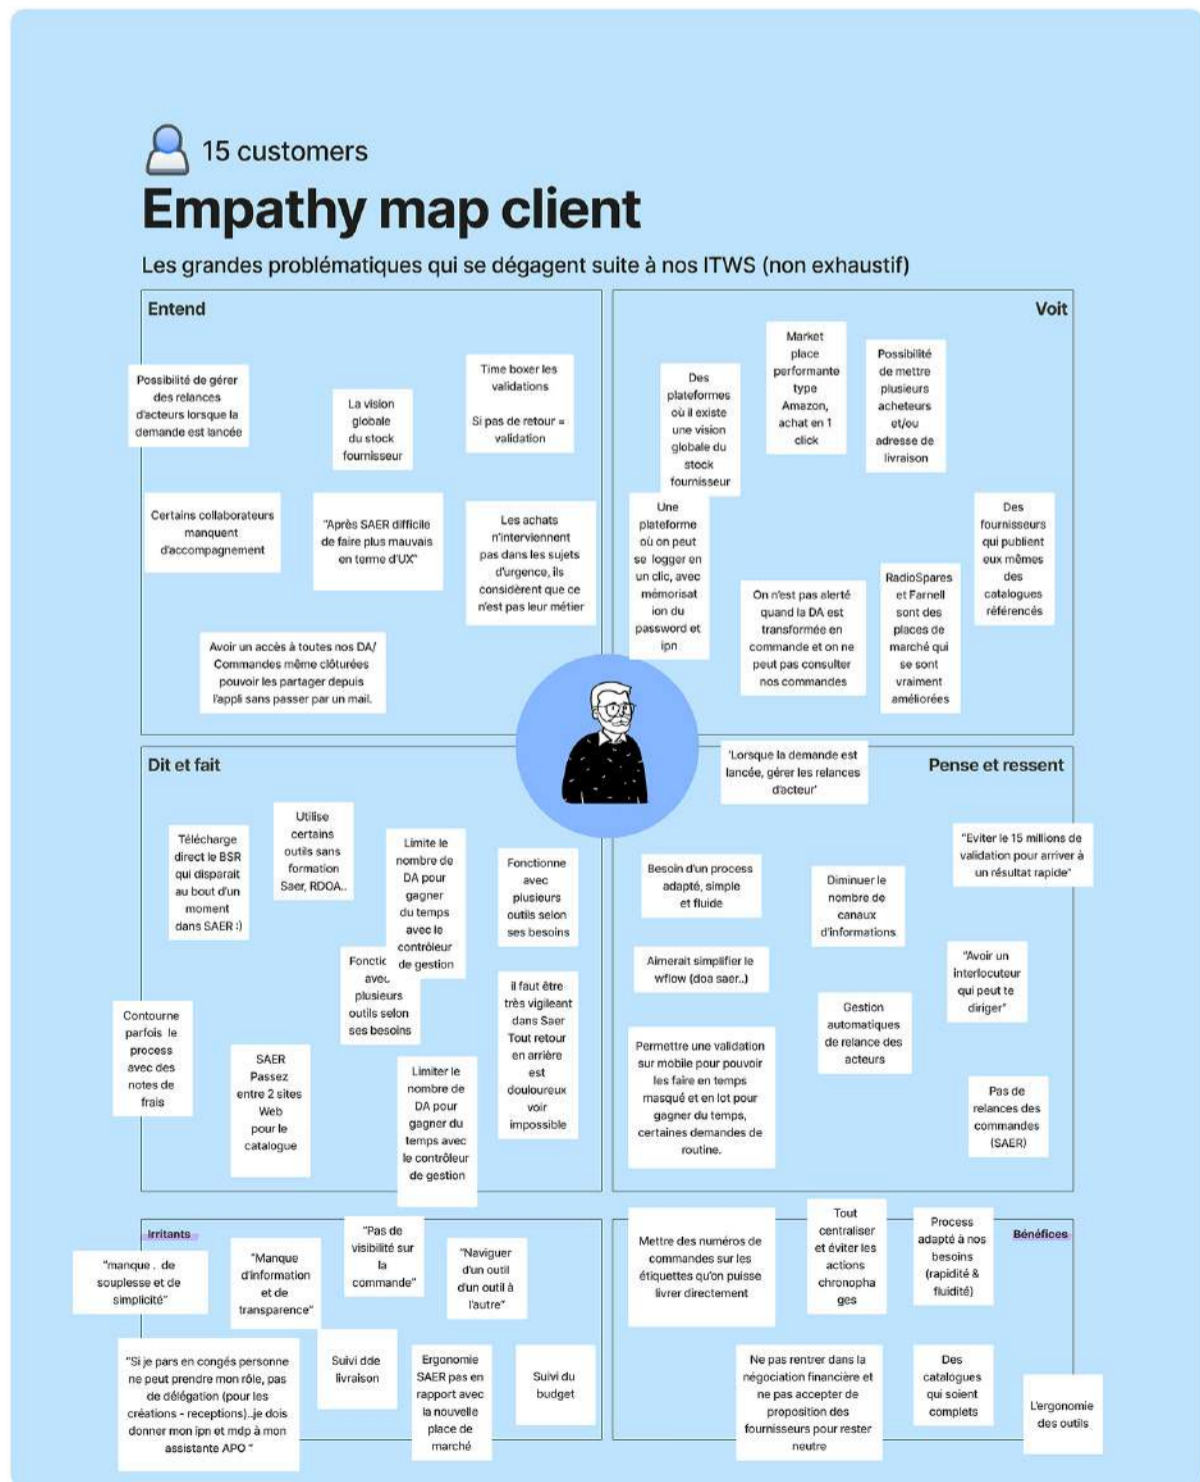 15 customers
Empathy map client
Les grandes problématiques qui se dégagent suite à nos ITWS (non exhaustif)
Entend
Possibilité de gérer
des relances
d'acteurs lorsque la
demande est lancée
La vision
globale
du stock
fournisseur
Time boxer les
validations
Si pas de retour =
validation
Certains collaborateurs
manquent
d'accompagnement
"Après SAER difficile
de faire plus mauvais
en terme d'UX"
Les achats
n'interviennent
pas dans les sujets
d'urgence, ils
considèrent que ce
n'est pas leur métier
Avoir un accès à toutes nos DA/
Commandes même clôturées
pouvoir les partager depuis
l'appli sans passer par un mail.
Voit
Des
plateformes
où il existe
une vision
globale du
stock
fournisseur
Market
place
performante
type
Amazon,
achat en 1
click
Possibilité
de mettre
plusieurs
acheteurs
et/ou
adresse de
livraison
Une
plateforme
où on peut
se logger en
un clic, avec
mémorisat
ion du
password et
ipn
On n'est pas alerté
quand la DA est
transformée en
commande et on ne
peut pas consulter
nos commandes
RadioSpares
et Farnell
sont des
places de
marché qui
se sont
vraiment
améliorées
Des
fournisseurs
qui publient
eux mêmes
des
catalogues
référencés
Dit et fait
Télécharge
direct le BSR
qui disparait
au bout d'un
moment
dans SAER :)
Utilise
certains
outils sans
formation
Saer, RDOA..
Limite le
nombre de
DA pour
gagner
du temps
avec le
contrôleur
de gestion
Fonctionne
avec
plusieurs
outils selon
ses besoins
Fonctic
avec
plusieurs
outils selon
ses besoins
il faut être
très vigileant
dans Saer
Tout retour
en arrière
est
douloureux
voir
impossible
Contourne
parfois le
process
avec des
notes de
frais
SAER
Passez
entre 2 sites
Web
pour le
catalogue
Limiter le
nombre de
DA pour
gagner du
temps avec
le contrôleur
de gestion
Pense et ressent
'Lorsque la demande est
lancée, gérer les relances
d'acteur'
"Eviter le 15 millions de
validation pour arriver à
un résultat rapide"
Besoin d'un process
adapté, simple
et fluide
Diminuer le
nombre de
canaux
d'informations
Aimerait simplifier le
wflow (doa saer..)
"Avoir un
interlocuteur
qui peut te
diriger"
Gestion
automatiques
de relance des
acteurs
Permettre une validation
sur mobile pour pouvoir
les faire en temps
masqué et en lot pour
gagner du temps,
certaines demandes de
routine.
Pas de
relances des
commandes
(SAER)
Irritants
"manque . de
souplesse et de
simplicité"
"Manque
d'information
et de
transparence"
"Pas de
visibilité sur
la
commande"
"Naviguer
d'un outil
d'un outil à
l'autre"
"Si je pars en congés personne
ne peut prendre mon rôle, pas
de délégation (pour les
créations - receptions)..je dois
donner mon ipn et mdp à mon
assistante APO "
Suivi dde
livraison
Ergonomie
SAER pas en
rapport avec
la nouvelle
place de
marché
Suivi du
budget
Bénéfices
Mettre des numéros de
commandes sur les
étiquettes qu'on puisse
livrer directement
Tout
centraliser
et éviter les
actions
chronopha
ges
Process
adapté à nos
besoins
(rapidité &
fluidité)
Ne pas rentrer dans la
négociation financière et
ne pas accepter de
proposition des
fournisseurs pour rester
neutre
Des
catalogues
qui soient
complets
L'ergonomie
des outils